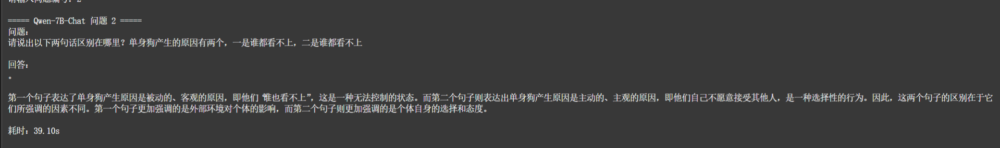 请输入问题编号：2
===== Qwen-7B-Chat 问题 2 =====
问题：
请说出以下两句话区别在哪里？单身狗产生的原因有两个，一是谁都看不上，二是谁都看不上
回答：
。
第一个句子表达了单身狗产生原因是被动的、客观的原因，即他们“谁也看不上”，这是一种无法控制的状态。而第二个句子则表达出单身狗产生原因是主动的、主观的原因，即他们自己不愿意接受其他人，是一种选择性的行为。因此，这两个句子的区别在于它
们所强调的因素不同。第一个句子更加强调的是外部环境对个体的影响，而第二个句子则更加强调的是个体自身的选择和态度。
耗时：39.10s